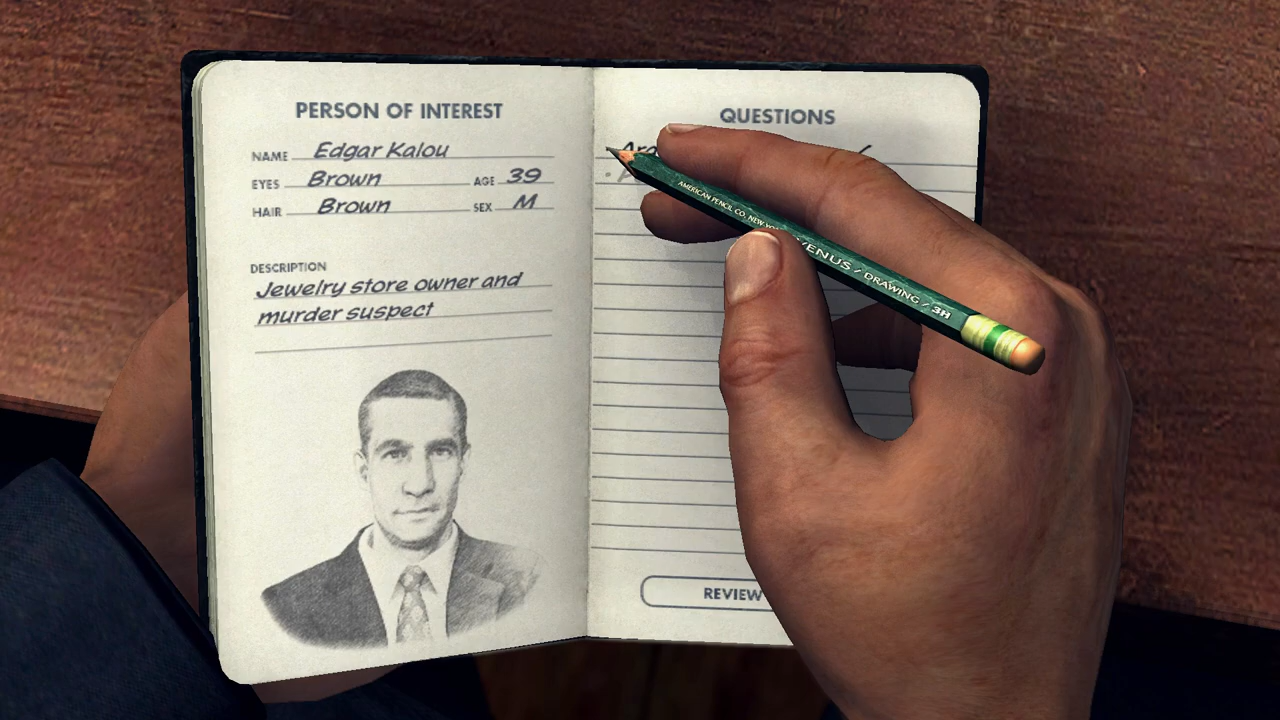 PERSON OF INTEREST
NAME Edgar Kalou
EYES Brown AGE 39
HAIR Brown SEX M
DESCRIPTION
Jewelry store owner and
murder suspect
QUESTIONS
AMERICAN PENCIL CO. NEW YORK VENUS / DRAWING / 3H
REVIEW